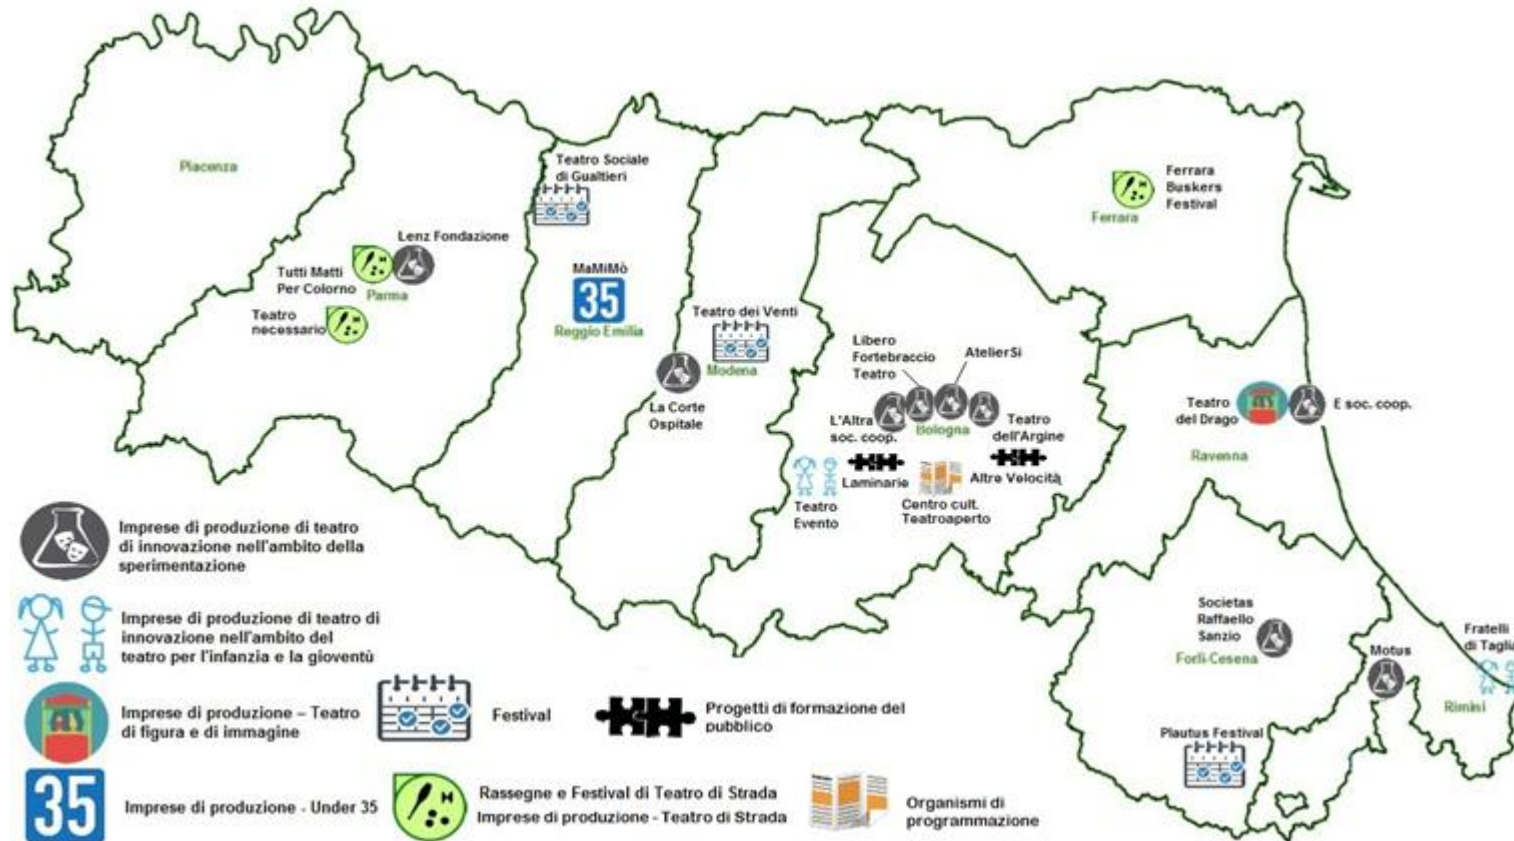 Piacenza
Teatro Sociale
di Gualtieri
Ferrara
Buskers
Festival
Ferrara
Lenz Fondazione
Tutti Matti
Per Colorno
Parma
Teatro
necessario
MaMiMò
35
Reggio Emilia
Teatro dei Venti
Modena
La Corte
Ospitale
Libero
Fortebraccio
Teatro
AtelierSì
L'Altra
soc. coop.
Bologna
Teatro
dell'Argine
Laminarie
Altre Velocità
Teatro
Evento
Centro cult.
Teatroaperto
Teatro
del Drago
E soc. coop.
Ravenna
Societas
Raffaello
Sanzio
Forlì-Cesena
Motus
Fratelli
di Taglia
Rimini
Plautus Festival
Imprese di produzione di teatro
di innovazione nell'ambito della
sperimentazione
Imprese di produzione di teatro di
innovazione nell'ambito del
teatro per l'infanzia e la gioventù
Imprese di produzione – Teatro
di figura e di immagine
Festival
Progetti di formazione del
pubblico
35
Imprese di produzione - Under 35
Rassegne e Festival di Teatro di Strada
Imprese di produzione - Teatro di Strada
Organismi di
programmazione